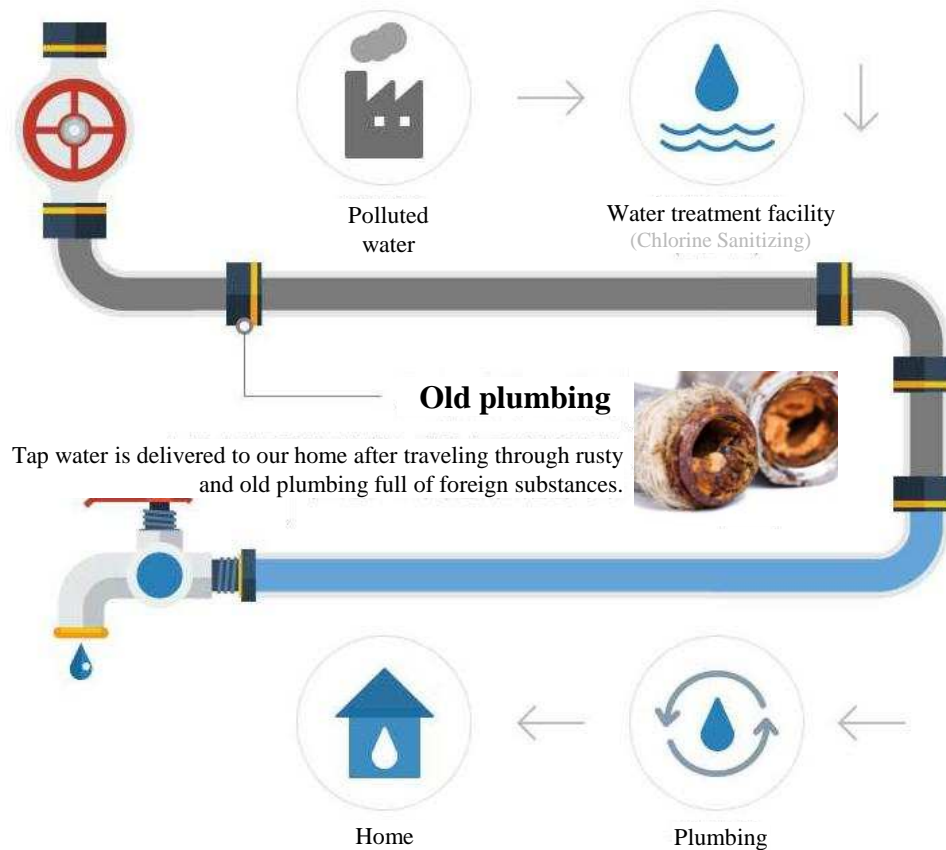 Polluted
water
Water treatment facility
(Chlorine Sanitizing)
Old plumbing
Tap water is delivered to our home after traveling through rusty
and old plumbing full of foreign substances.
Home
Plumbing